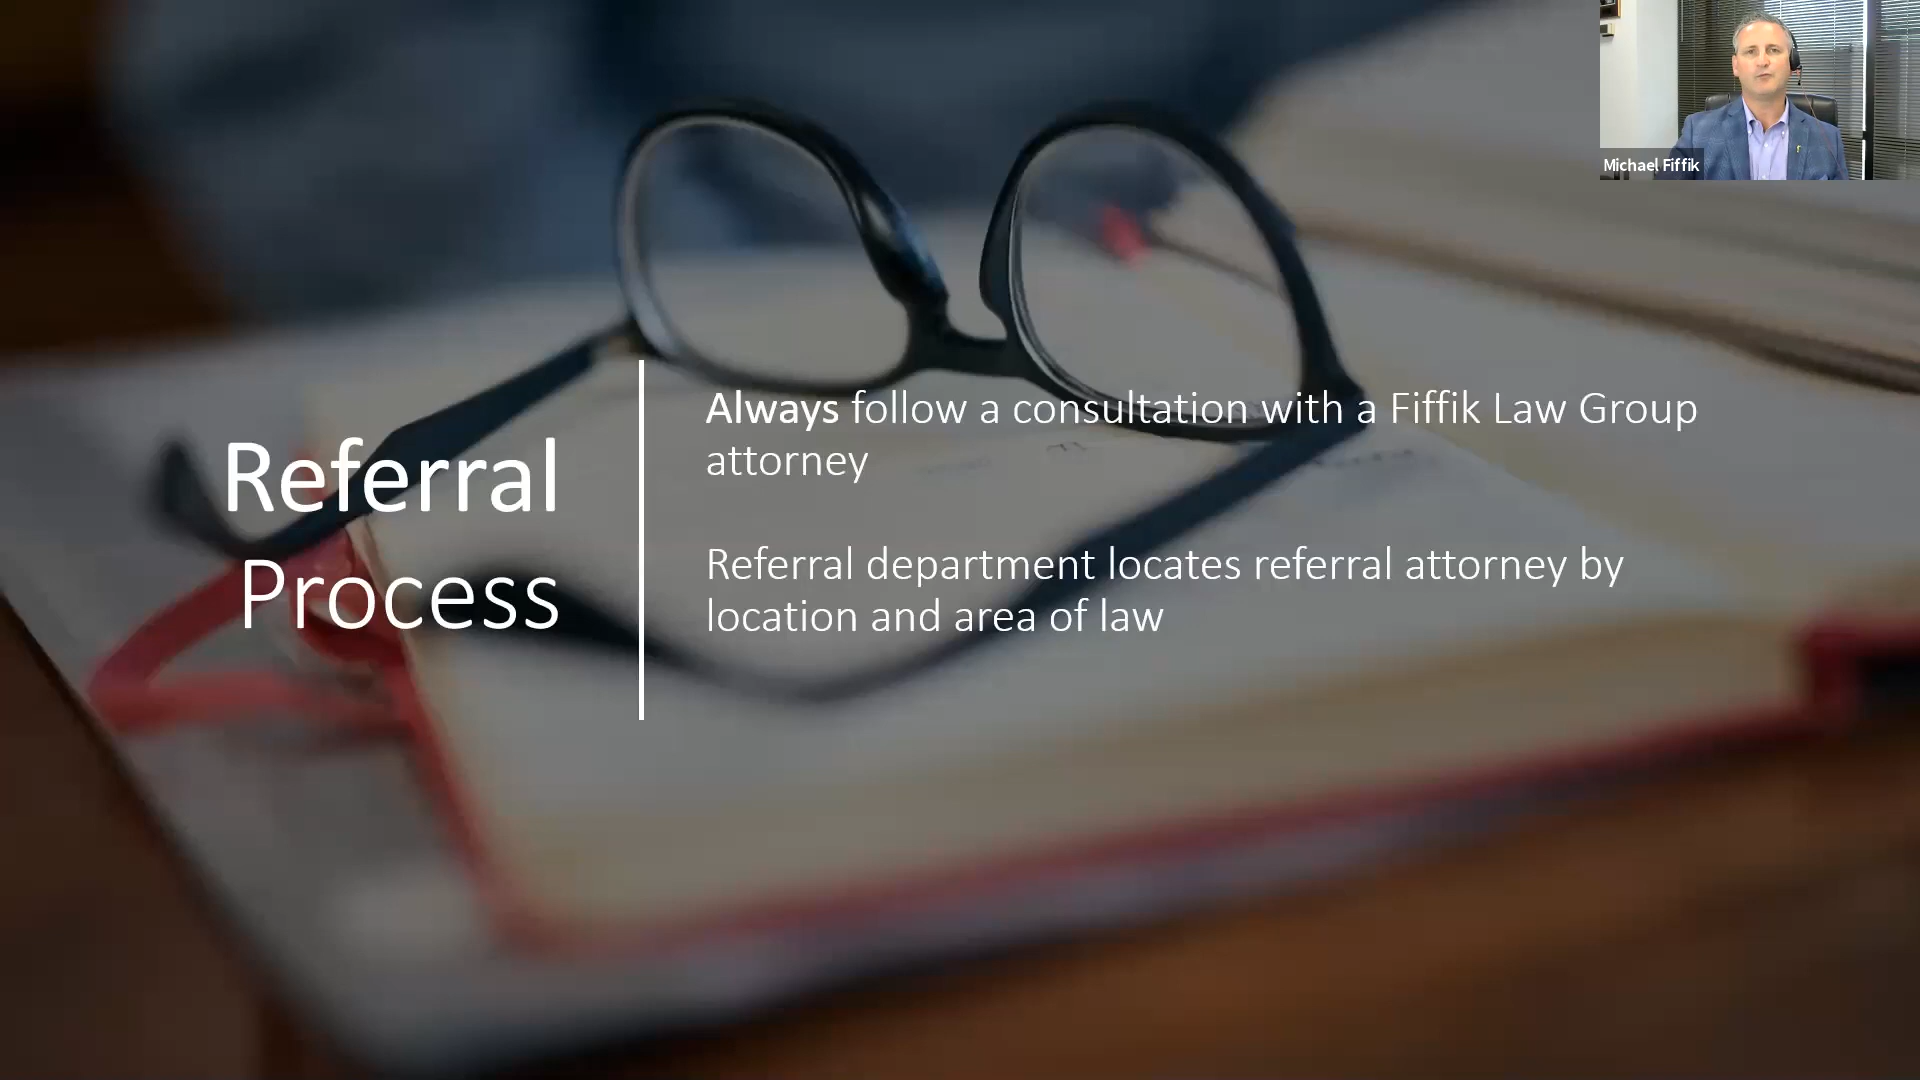 Michael Fiffik
Referral
Process
Always follow a consultation with a Fiffik Law Group
attorney
Referral department locates referral attorney by
location and area of law